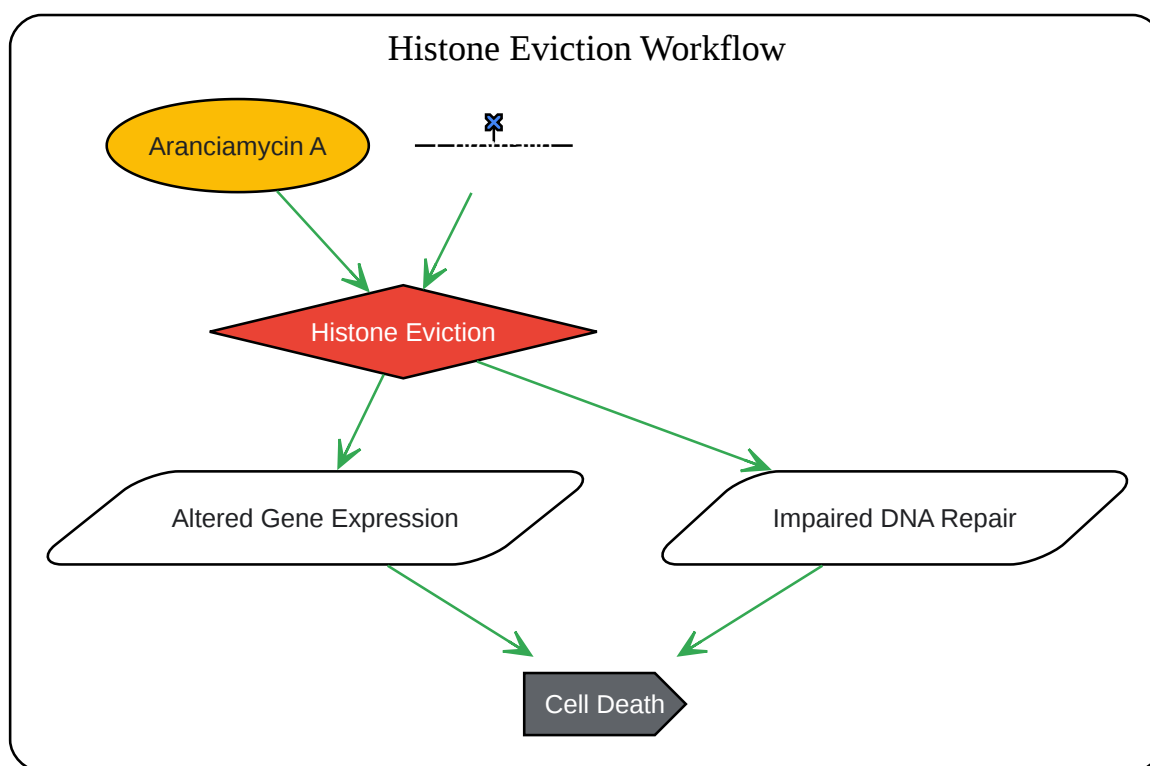 Histone Eviction Workflow
Aranciamycin A
Histone Eviction
Altered Gene Expression
Impaired DNA Repair
Cell Death